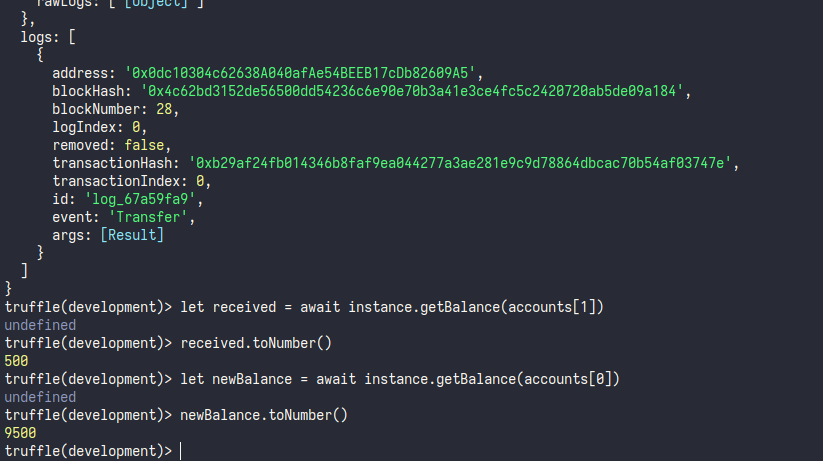 rawLogs: [ [Object] ]
},
logs: [
{
address: '0x0dc10304c62638A040afAe54BEEB17cDb82609A5',
blockHash: '0x4c62bd3152de56500dd54236c6e90e70b3a41e3ce4fc5c2420720ab5de09a184',
blockNumber: 28,
logIndex: 0,
removed: false,
transactionHash: '0xb29af24fb014346b8faf9ea044277a3ae281e9c9d78864dbcac70b54af03747e',
transactionIndex: 0,
id: 'log_67a59fa9',
event: 'Transfer',
args: [Result]
}
]
}
truffle(development)> let received = await instance.getBalance(accounts[1])
undefined
truffle(development)> received.toNumber()
500
truffle(development)> let newBalance = await instance.getBalance(accounts[0])
undefined
truffle(development)> newBalance.toNumber()
9500
truffle(development)>